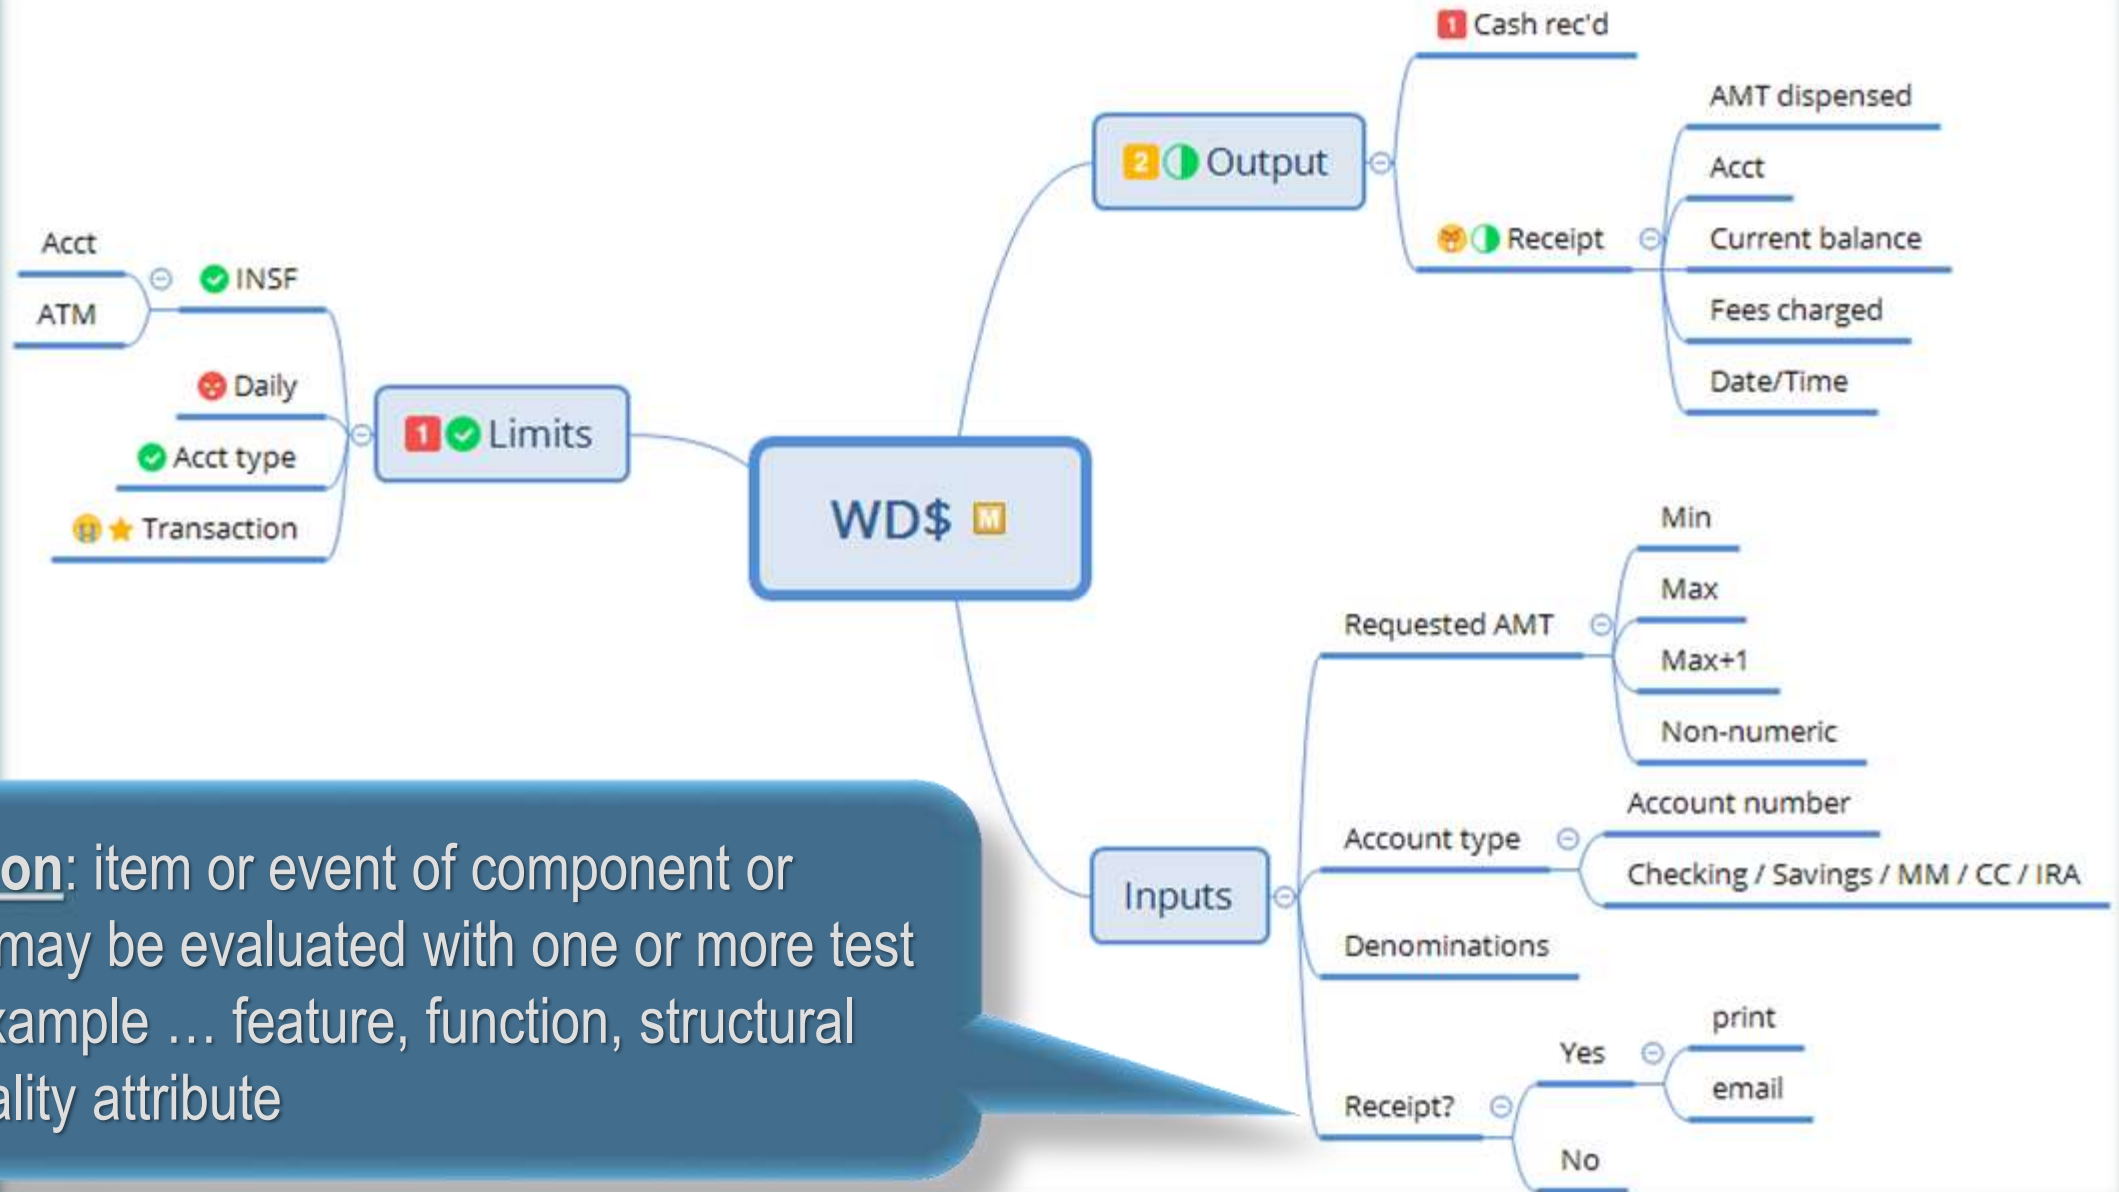 1 Cash rec'd
AMT dispensed
2 Output
Acct
Receipt
Current balance
Fees charged
Date/Time
Acct
INSF
ATM
Daily
1 Limits
Acct type
Transaction
WD$ M
Min
Requested AMT
Max
Max+1
Non-numeric
Account number
Account type
Checking / Savings / MM / CC / IRA
Inputs
Denominations
print
Yes
email
Receipt?
No
on: item or event of component or
may be evaluated with one or more test
xample … feature, function, structural
ality attribute